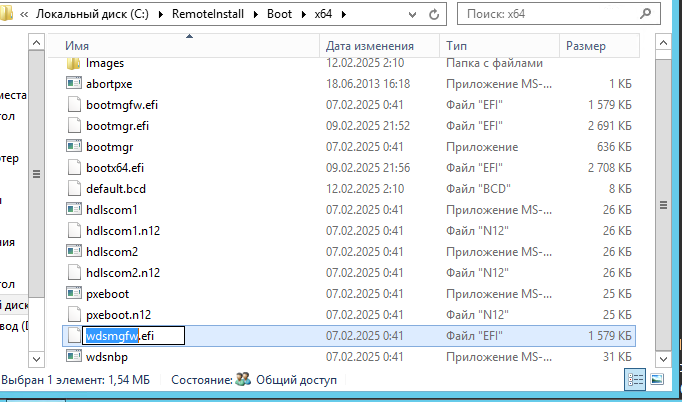 Локальный диск (C:) RemoteInstall Boot x64 Поиск: x64
Имя Дата изменения Тип Размер
Images 12.02.2025 2:10 Папка с файлами
abortpxe 18.06.2013 16:18 Приложение MS-... 1 КБ
места bootmgfw.efi 07.02.2025 0:41 Файл "EFI" 1 579 КБ
тол bootmgr.efi 09.02.2025 21:52 Файл "EFI" 2 691 КБ
bootmgr 07.02.2025 0:41 Приложение 636 КБ
тер bootx64.efi 09.02.2025 21:56 Файл "EFI" 2 708 КБ
default.bcd 12.02.2025 2:10 Файл "BCD" 8 КБ
hdlscom1 07.02.2025 0:41 Приложение MS-... 26 КБ
hdlscom1.n12 07.02.2025 0:41 Файл "N12" 26 КБ
ния hdlscom2 07.02.2025 0:41 Приложение MS-... 26 КБ
hdlscom2.n12 07.02.2025 0:41 Файл "N12" 26 КБ
тол pxeboot 07.02.2025 0:41 Приложение MS-... 25 КБ
й диск pxeboot.n12 07.02.2025 0:41 Файл "N12" 25 КБ
вод (D wdsmgfw.efi 07.02.2025 0:41 Файл "EFI" 1 579 КБ
wdsnbp 07.02.2025 0:41 Приложение MS-... 31 КБ
Выбран 1 элемент: 1,54 МБ Состояние: Общий доступ